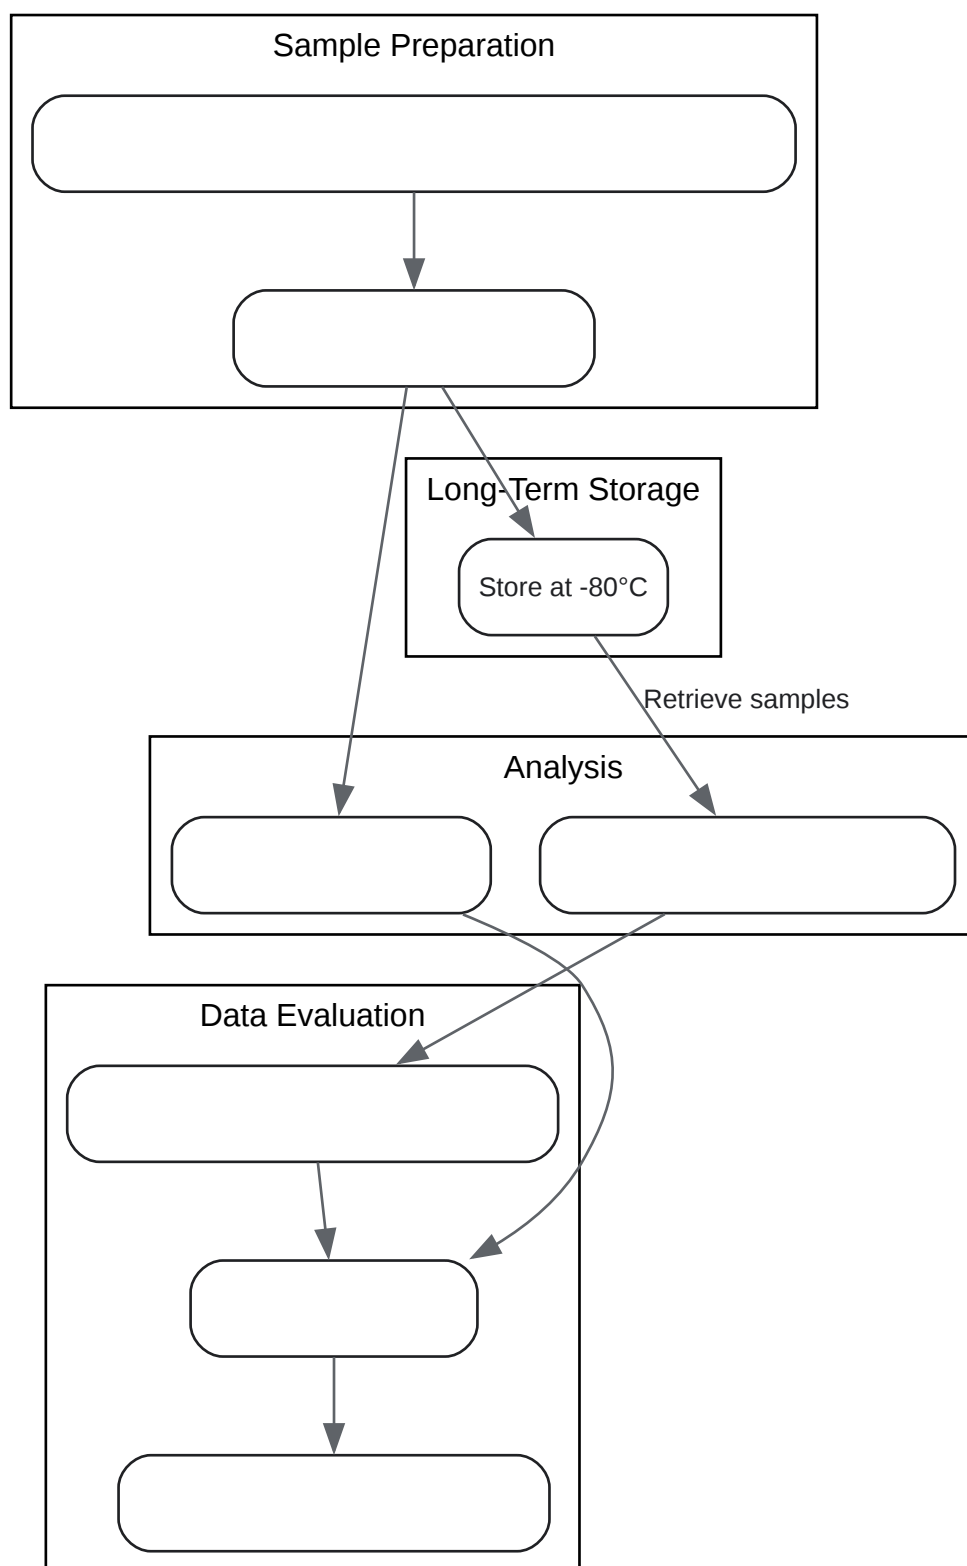 Sample Preparation
Long-Term Storage
Store at -80°C
Retrieve samples
Analysis
Data Evaluation